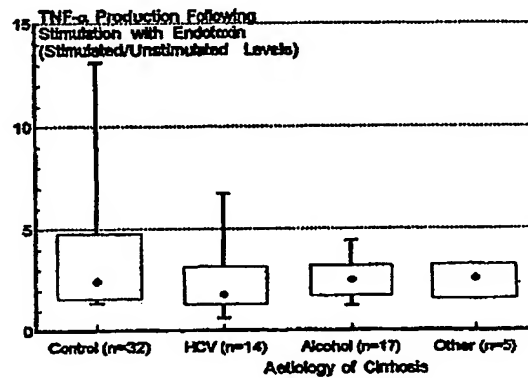 TNF-α Production Following
Stimulation with Endotoxin
(Stimulated/Unstimulated Levels)
15
10
5
0
Control (n=32) HCV (n=14) Alcohol (n=17) Other (n=5)
Aetiology of Cirrhosis